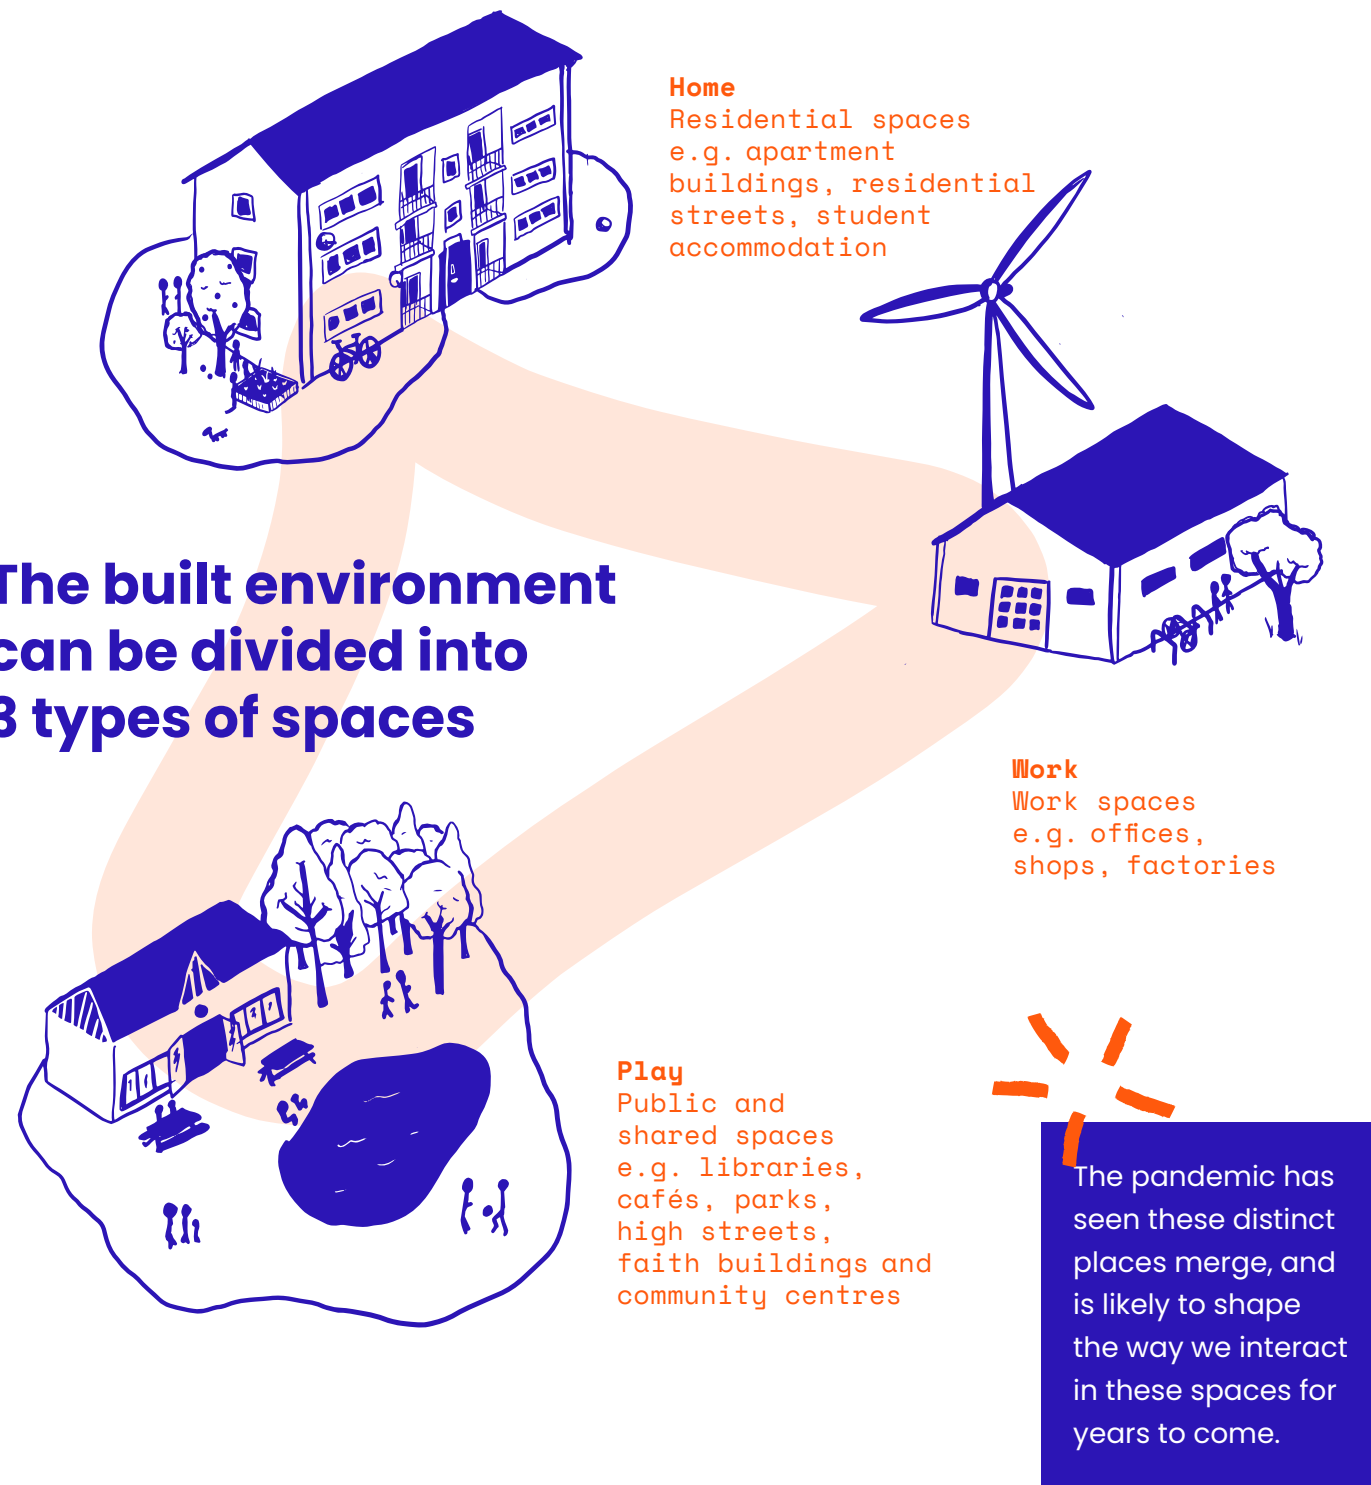 Home
Residential spaces
e.g. apartment
buildings, residential
streets, student
accommodation
The built environment
can be divided into
3 types of spaces
Work
Work spaces
e.g. offices,
shops, factories
Play
Public and
shared spaces
e.g. libraries,
cafés, parks,
high streets,
faith buildings and
community centres
The pandemic has
seen these distinct
places merge, and
is likely to shape
the way we interact
in these spaces for
years to come.